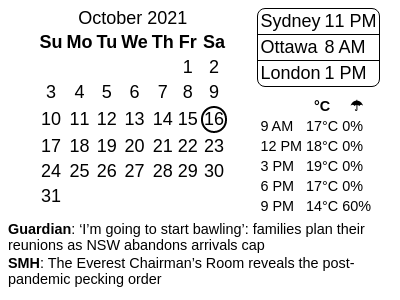 October 2021
Su Mo Tu We Th Fr Sa
1 2
3 4 5 6 7 8 9
10 11 12 13 14 15 16
17 18 19 20 21 22 23
24 25 26 27 28 29 30
31
Sydney 11 PM
Ottawa 8 AM
London 1 PM
°C ☂
9 AM 17°C 0%
12 PM 18°C 0%
3 PM 19°C 0%
6 PM 17°C 0%
9 PM 14°C 60%
Guardian: ‘I’m going to start bawling’: families plan their
reunions as NSW abandons arrivals cap
SMH: The Everest Chairman’s Room reveals the post-
pandemic pecking order